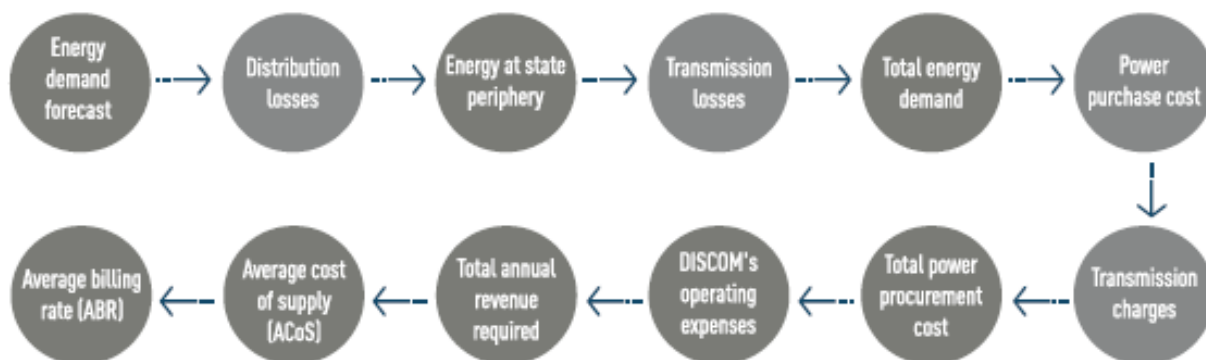 Energy
demand
forecast
Distribution
losses
Energy at state
periphery
Transmission
losses
Total energy
demand
Power
purchase cost
Average billing
rate (ABR)
Average cost
of supply
(ACoS)
Total annual
revenue
required
DISCOM's
operating
expenses
Total power
procurement
cost
Transmission
charges